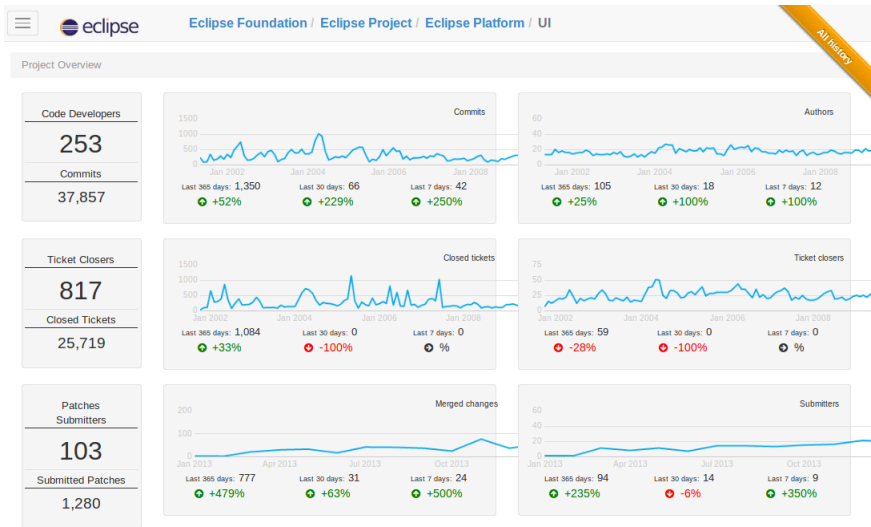 eclipse
Eclipse Foundation / Eclipse Project / Eclipse Platform / UI
All history
Project Overview
Code Developers
253
Commits
37,857
Commits
1500
1000
500
0
Jan 2002 Jan 2004 Jan 2006 Jan 2008
Last 365 days: 1,350 Last 30 days: 66 Last 7 days: 42
+52% +229% +250%
Authors
60
40
20
0
Jan 2002 Jan 2004 Jan 2006 Jan 2008
Last 365 days: 105 Last 30 days: 18 Last 7 days: 12
+25% +100% +100%
Ticket Closers
817
Closed Tickets
25,719
Closed tickets
1500
1000
500
0
Jan 2002 Jan 2004 Jan 2006 Jan 2008
Last 365 days: 1,084 Last 30 days: 0 Last 7 days: 0
+33% -100% %
Ticket closers
75
50
25
0
Jan 2002 Jan 2004 Jan 2006 Jan 2008
Last 365 days: 59 Last 30 days: 0 Last 7 days: 0
-28% -100% %
Patches
Submitters
103
Submitted Patches
1,280
Merged changes
200
100
0
Jan 2013 Apr 2013 Jul 2013 Oct 2013
Last 365 days: 777 Last 30 days: 31 Last 7 days: 24
+479% +63% +500%
Submitters
60
40
20
0
Jan 2013 Apr 2013 Jul 2013 Oct 2013
Last 365 days: 94 Last 30 days: 14 Last 7 days: 9
+235% -6% +350%